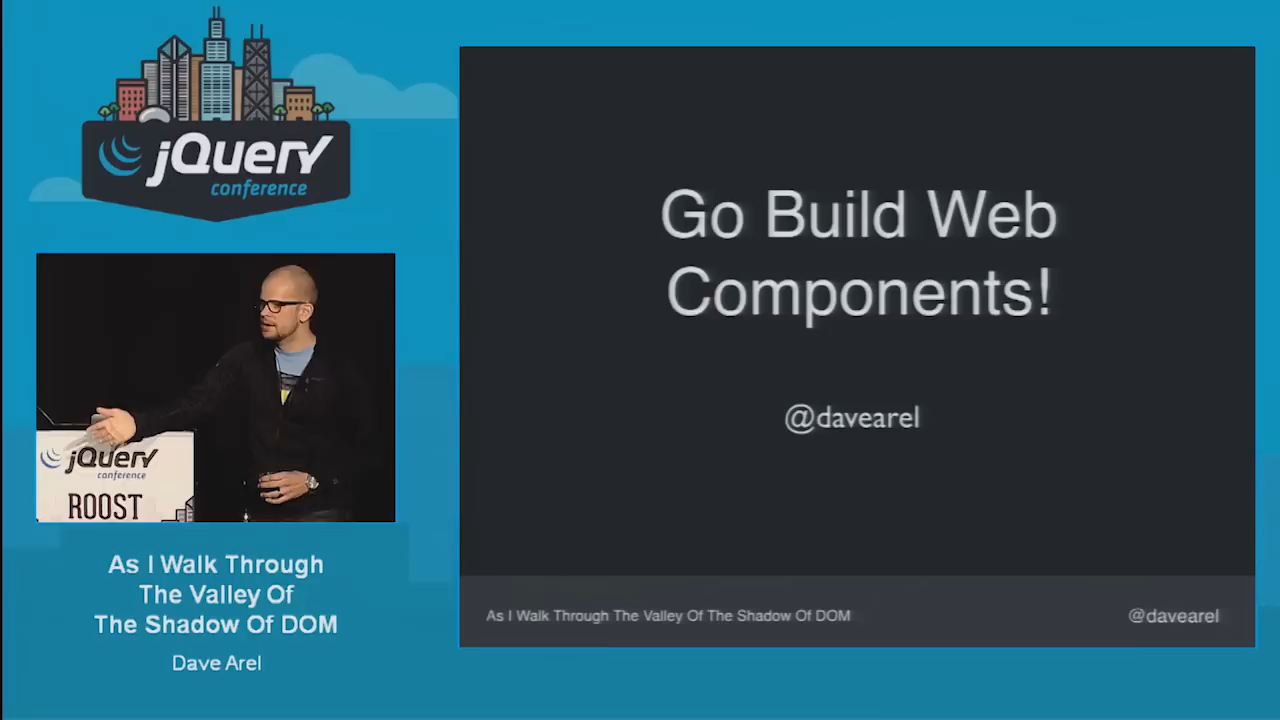 jQuery
conference
jQuery
conference
ROOST
As I Walk Through
The Valley Of
The Shadow Of DOM
Dave Arel
Go Build Web
Components!
@davearel
As I Walk Through The Valley Of The Shadow Of DOM
@davearel